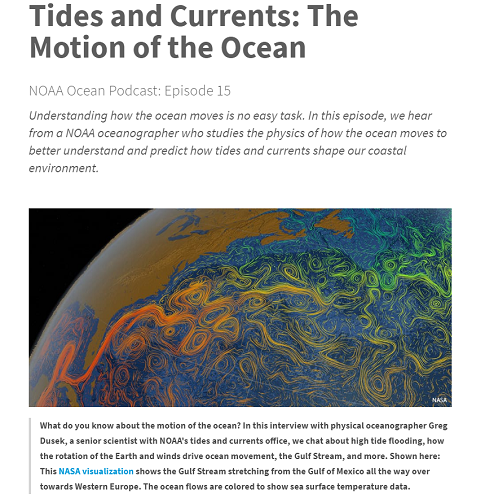 Tides and Currents: The
Motion of the Ocean
NOAA Ocean Podcast: Episode 15
Understanding how the ocean moves is no easy task. In this episode, we hear
from a NOAA oceanographer who studies the physics of how the ocean moves to
better understand and predict how tides and currents shape our coastal
environment.
NASA
What do you know about the motion of the ocean? In this interview with physical oceanographer Greg
Dusek, a senior scientist with NOAA's tides and currents office, we chat about high tide flooding, how
the rotation of the Earth and winds drive ocean movement, the Gulf Stream, and more. Shown here:
This NASA visualization shows the Gulf Stream stretching from the Gulf of Mexico all the way over
towards Western Europe. The ocean flows are colored to show sea surface temperature data.